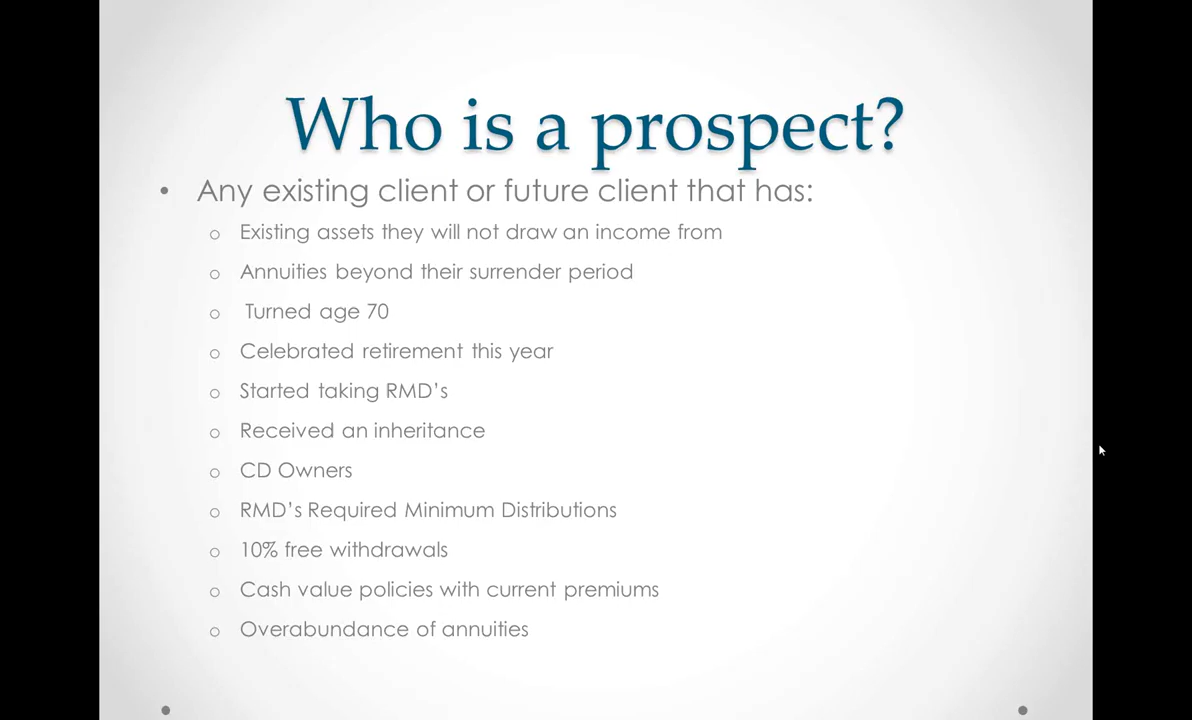 Who is a prospect?
• Any existing client or future client that has:
o Existing assets they will not draw an income from
o Annuities beyond their surrender period
o Turned age 70
o Celebrated retirement this year
o Started taking RMD’s
o Received an inheritance
o CD Owners
o RMD’s Required Minimum Distributions
o 10% free withdrawals
o Cash value policies with current premiums
o Overabundance of annuities